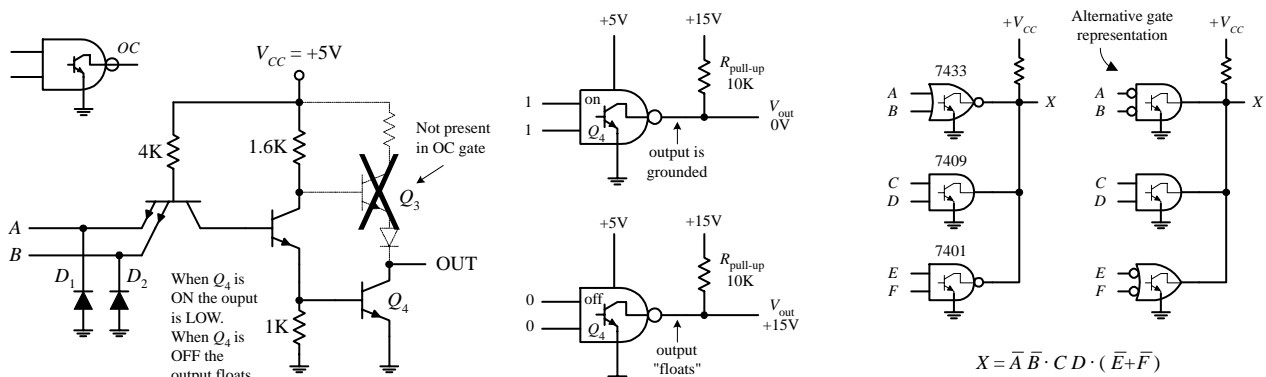 OC
V_CC = +5V
4K
1.6K
Not present
in OC gate
Q_3
A
B
D_1
D_2
OUT
Q_4
1K
When Q_4 is
ON the ouput
is LOW.
When Q_4 is
OFF the
output floats
+5V
+15V
R_pull-up
10K
1
1
on
Q_4
V_out
0V
output is
grounded
+5V
+15V
R_pull-up
10K
0
0
off
Q_4
V_out
+15V
output
"floats"
+V_CC
7433
A
B
X
7409
C
D
7401
E
F
Alternative gate
representation
+V_CC
A
B
X
C
D
E
F
X = A̅ B̅ · C D · ( E̅+F̅ )